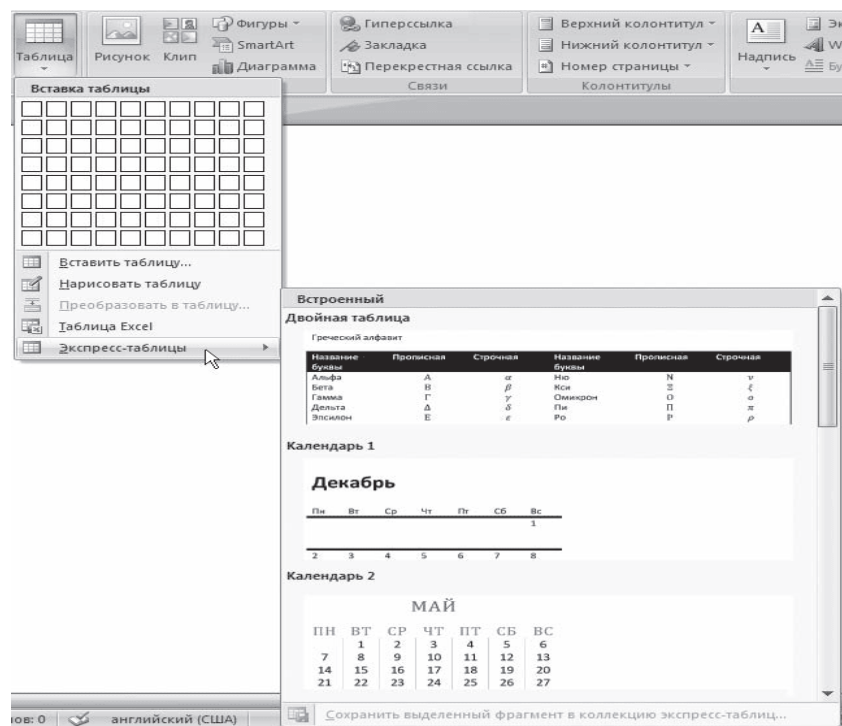 Таблица
Рисунок
Клип
Фигуры
SmartArt
Диаграмма
Гиперссылка
Закладка
Перекрестная ссылка
Связи
Верхний колонтитул
Нижний колонтитул
Номер страницы
Колонтитулы
A
Надпись
Вставка таблицы
Вставить таблицу...
Нарисовать таблицу
Преобразовать в таблицу...
Таблица Excel
Экспресс-таблицы
Встроенный
Двойная таблица
Греческий алфавит
Название буквы Прописная Строчная Название буквы Прописная Строчная
Альфа Α α Ню Ν ν
Бета Β β Кси Ξ ξ
Гамма Γ γ Омикрон Ο ο
Дельта Δ δ Пи Π π
Эпсилон Ε ε Ро Ρ ρ
Календарь 1
Декабрь
Пн Вт Ср Чт Пт Сб Вс
1
2 3 4 5 6 7 8
Календарь 2
МАЙ
ПН ВТ СР ЧТ ПТ СБ ВС
1 2 3 4 5 6
7 8 9 10 11 12 13
14 15 16 17 18 19 20
21 22 23 24 25 26 27
Сохранить выделенный фрагмент в коллекцию экспресс-таблиц...
ов: 0 английский (США)